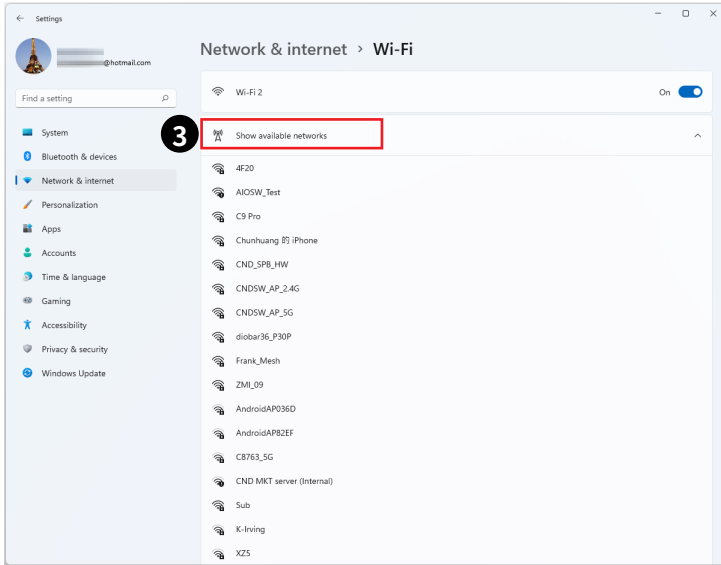 Settings
@hotmail.com
Find a setting
System
Bluetooth & devices
Network & internet
Personalization
Apps
Accounts
Time & language
Gaming
Accessibility
Privacy & security
Windows Update
Network & internet > Wi-Fi
Wi-Fi 2
On
3
Show available networks
4F20
AIOSW_Test
C9 Pro
Chunhuang 的 iPhone
CND_SPB_HW
CNDSW_AP_2.4G
CNDSW_AP_5G
diobar36_P30P
Frank_Mesh
ZMI_09
AndroidAP036D
AndroidAP82EF
C8763_5G
CND MKT server (Internal)
Sub
K-Irving
XZ5